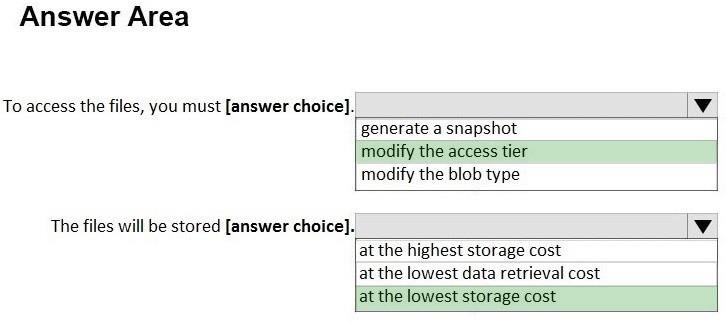 Answer Area
To access the files, you must [answer choice].
generate a snapshot
modify the access tier
modify the blob type
The files will be stored [answer choice].
at the highest storage cost
at the lowest data retrieval cost
at the lowest storage cost